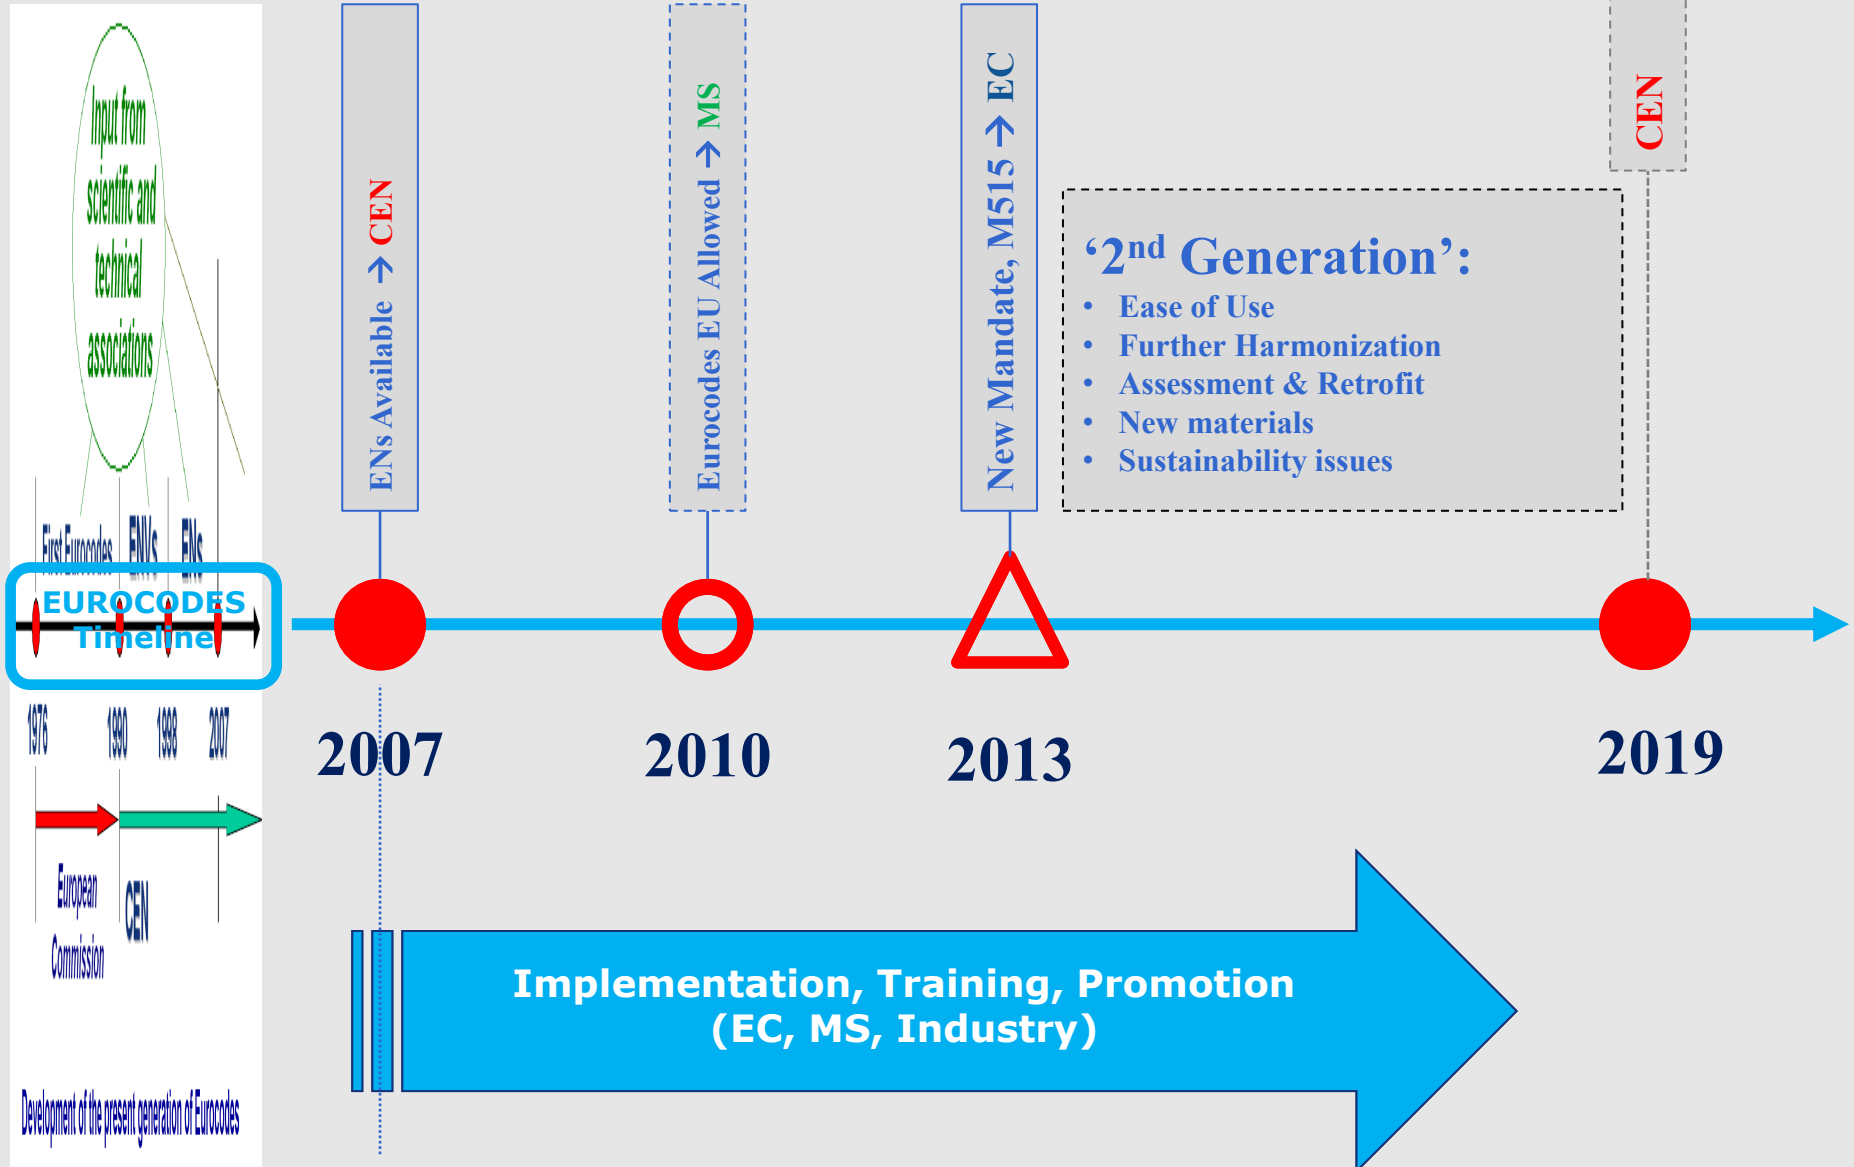 Input from
scientific and
technical
associations
First Eurocodes
ENVs
ENs
EUROCODES
Timeline
1976
1990
1998
2007
European
Commission
CEN
Development of the present generation of Eurocodes
ENs Available → CEN
Eurocodes EU Allowed → MS
New Mandate, M515 → EC
‘2nd Generation’:
• Ease of Use
• Further Harmonization
• Assessment & Retrofit
• New materials
• Sustainability issues
CEN
2007
2010
2013
2019
Implementation, Training, Promotion
(EC, MS, Industry)